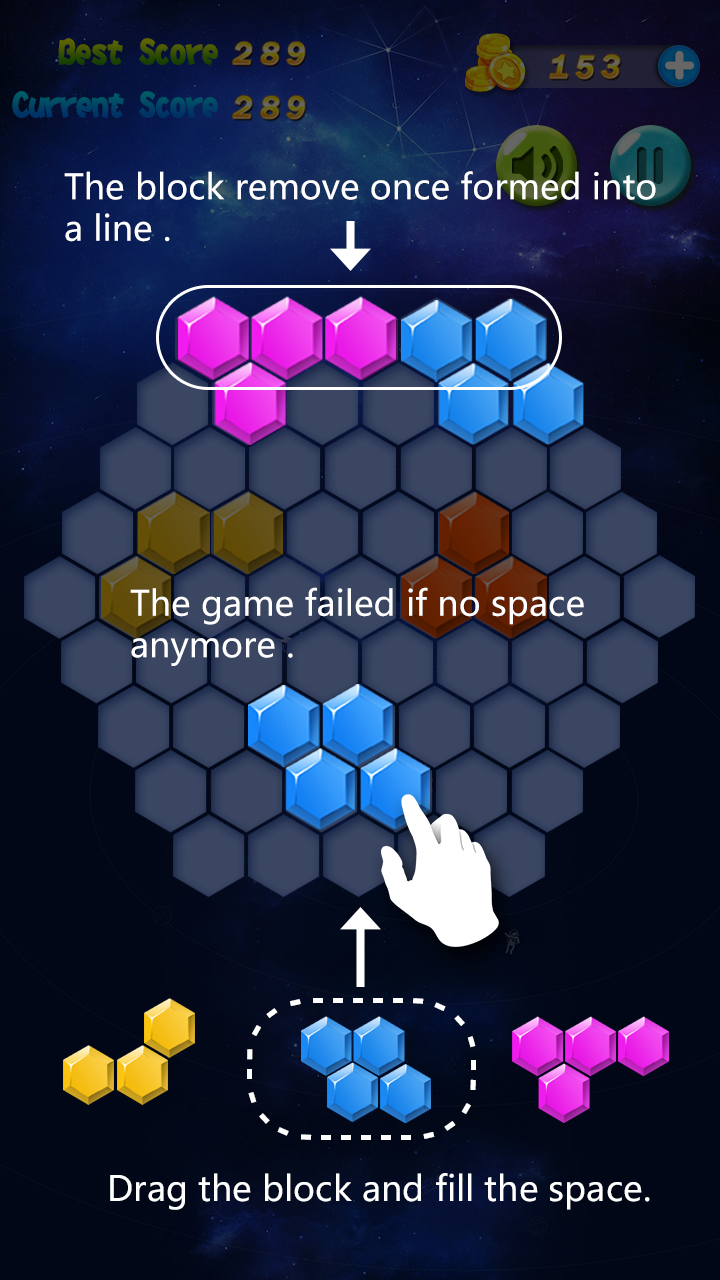 Best Score 289
153
Current Score 289
The block remove once formed into
a line .
The game failed if no space
anymore .
Drag the block and fill the space.